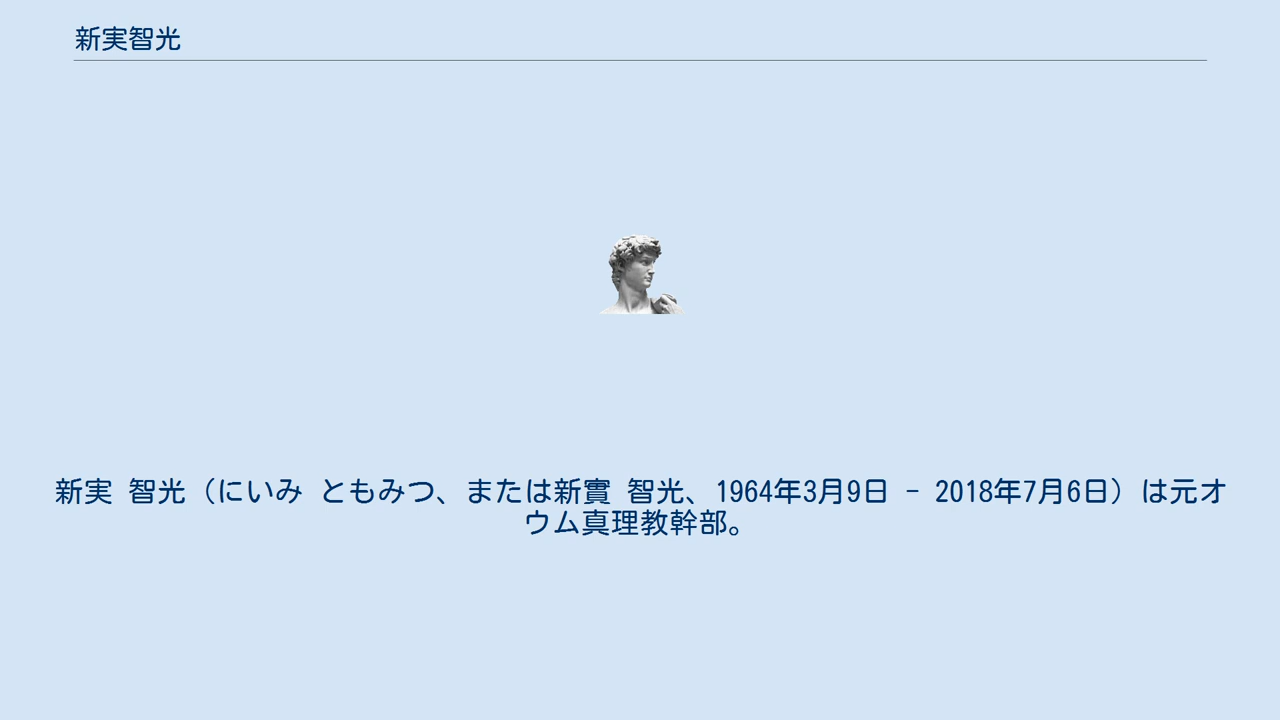 新実智光
新実 智光（にいみ ともみつ、または新實 智光、1964年3月9日 - 2018年7月6日）は元オ
ウム真理教幹部。